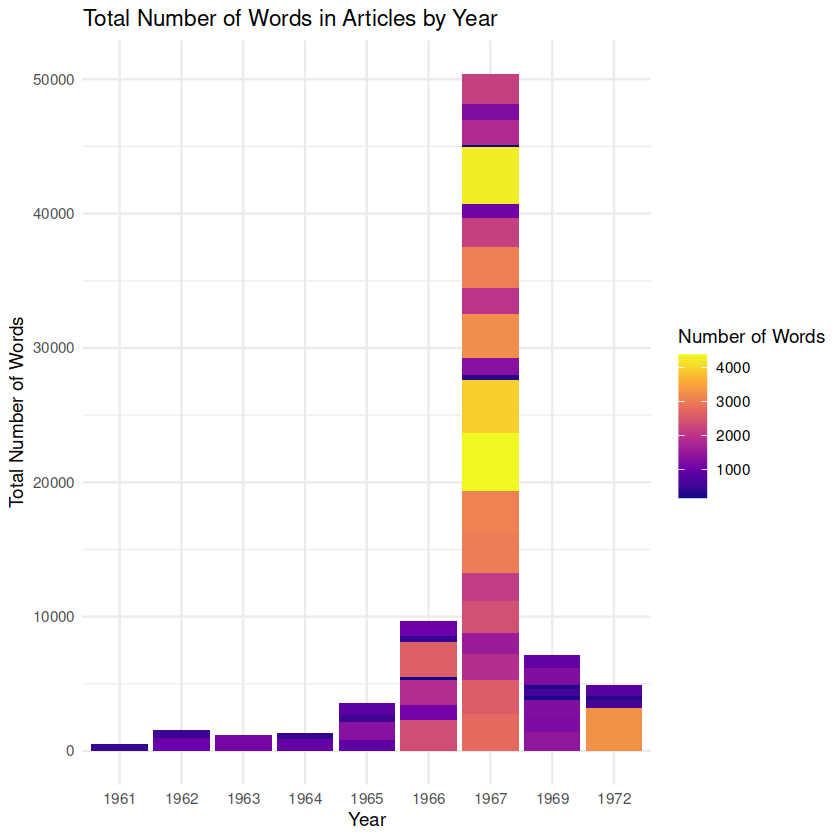 Total Number of Words in Articles by Year
50000
40000
30000
20000
10000
0
Total Number of Words
1961 1962 1963 1964 1965 1966 1967 1969 1972
Year
Number of Words
4000
3000
2000
1000